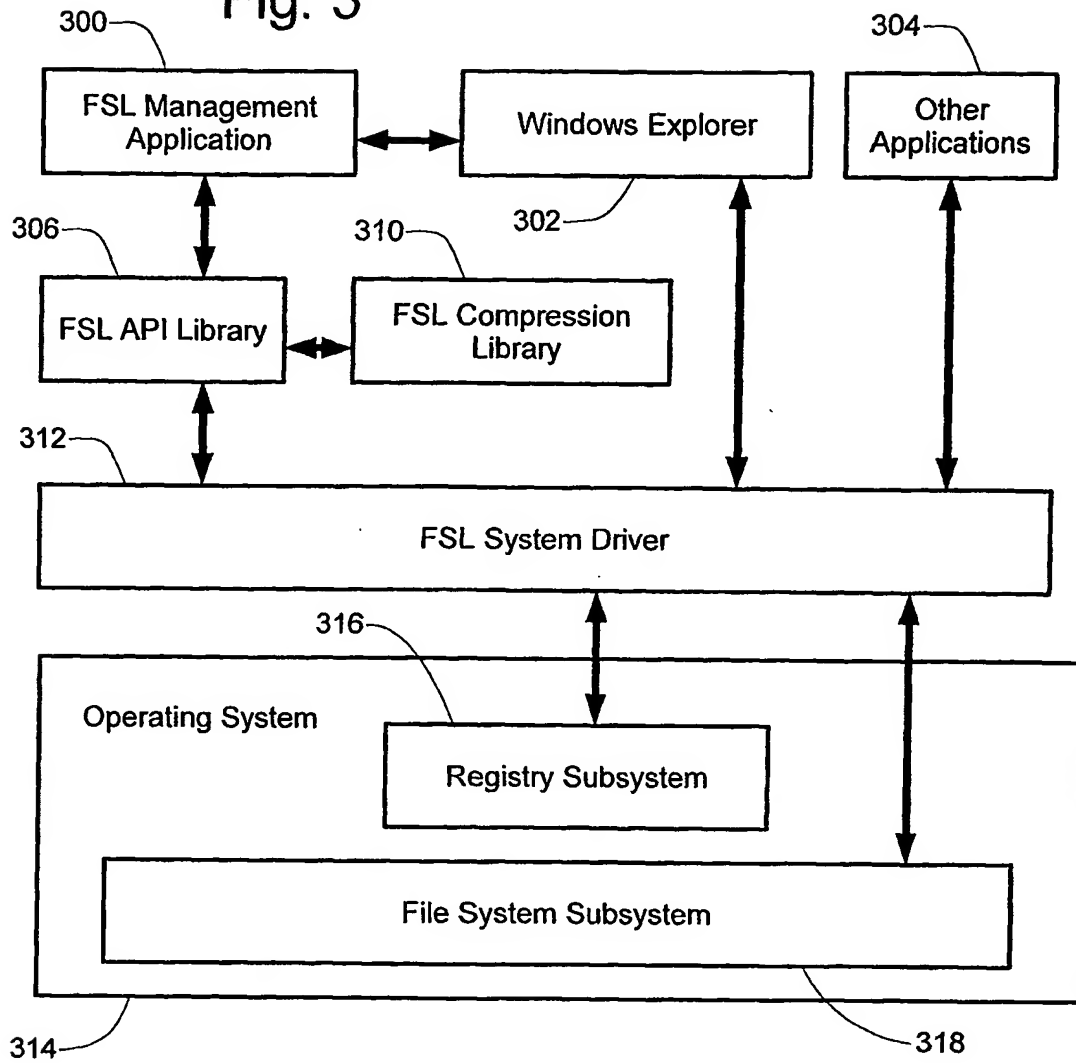 Fig. 3
300
304
FSL Management
Application
Windows Explorer
Other
Applications
306
310
302
FSL API Library
FSL Compression
Library
312
FSL System Driver
316
Operating System
Registry Subsystem
File System Subsystem
314
318